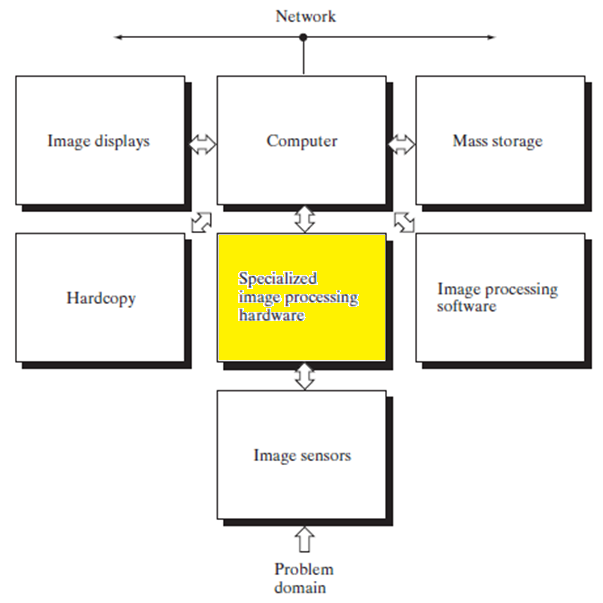 Network
Image displays
Computer
Mass storage
Hardcopy
Specialized
image processing
hardware
Image processing
software
Image sensors
Problem
domain